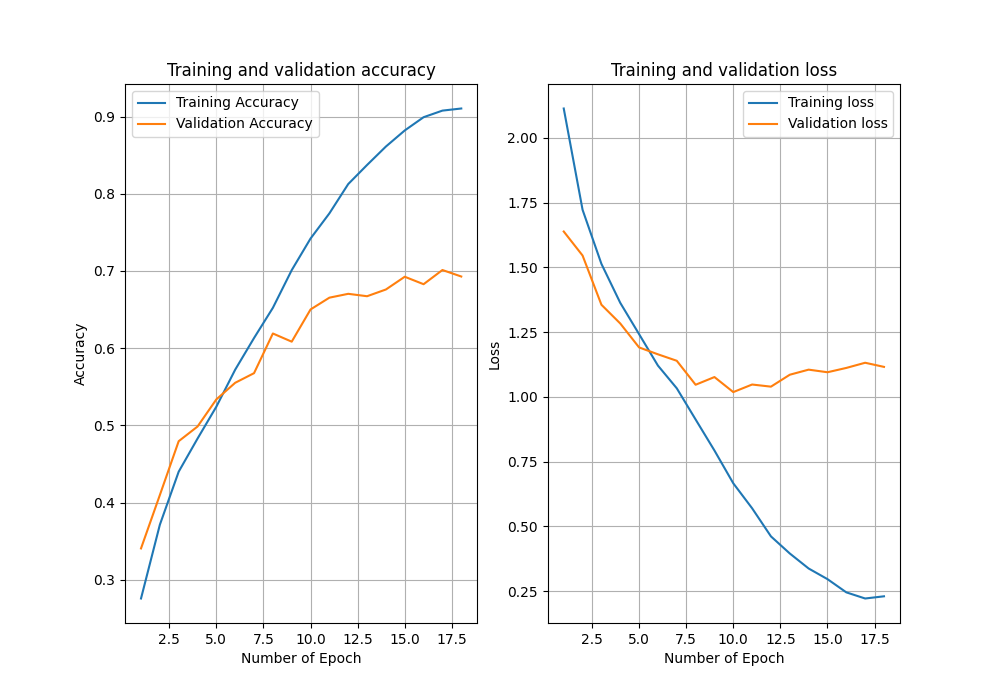 Training and validation accuracy
Training Accuracy
Validation Accuracy
0.9
0.8
0.7
0.6
0.5
0.4
0.3
Accuracy
2.5 5.0 7.5 10.0 12.5 15.0 17.5
Number of Epoch
Training and validation loss
Training loss
Validation loss
2.00
1.75
1.50
1.25
1.00
0.75
0.50
0.25
Loss
2.5 5.0 7.5 10.0 12.5 15.0 17.5
Number of Epoch